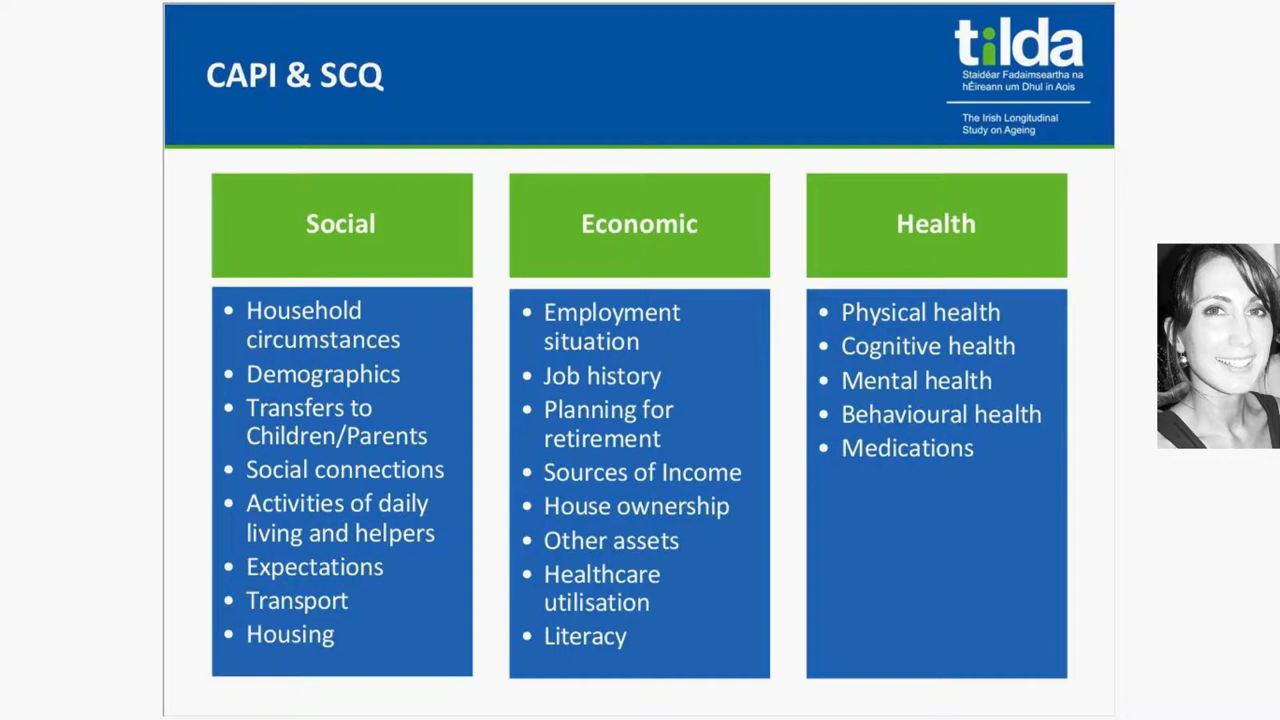 CAPI & SCQ
tilda
Staidéar Fadaimseartha na
hÉireann um Dhul in Aois
The Irish Longitudinal
Study on Ageing
Social
• Household
circumstances
• Demographics
• Transfers to
Children/Parents
• Social connections
• Activities of daily
living and helpers
• Expectations
• Transport
• Housing
Economic
• Employment
situation
• Job history
• Planning for
retirement
• Sources of Income
• House ownership
• Other assets
• Healthcare
utilisation
• Literacy
Health
• Physical health
• Cognitive health
• Mental health
• Behavioural health
• Medications